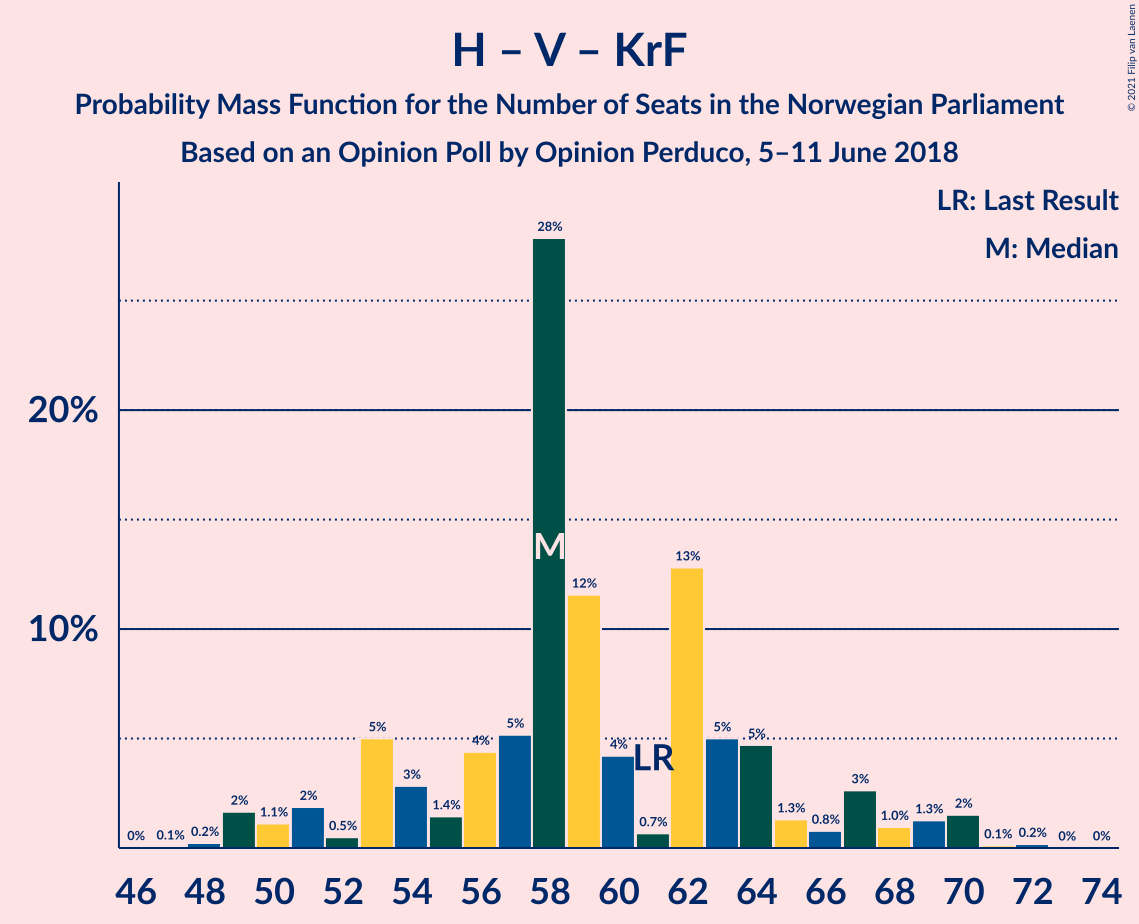 H – V – KrF
Probability Mass Function for the Number of Seats in the Norwegian Parliament
Based on an Opinion Poll by Opinion Perduco, 5–11 June 2018
© 2021 Filip van Laenen
LR: Last Result
M: Median
20%
10%
0% 0.1% 0.2% 2% 1.1% 2% 0.5% 5% 3% 1.4% 4% 5% 28% 12% 4% 0.7% 13% 5% 5% 1.3% 0.8% 3% 1.0% 1.3% 2% 0.1% 0.2% 0% 0%
M
LR
46 48 50 52 54 56 58 60 62 64 66 68 70 72 74